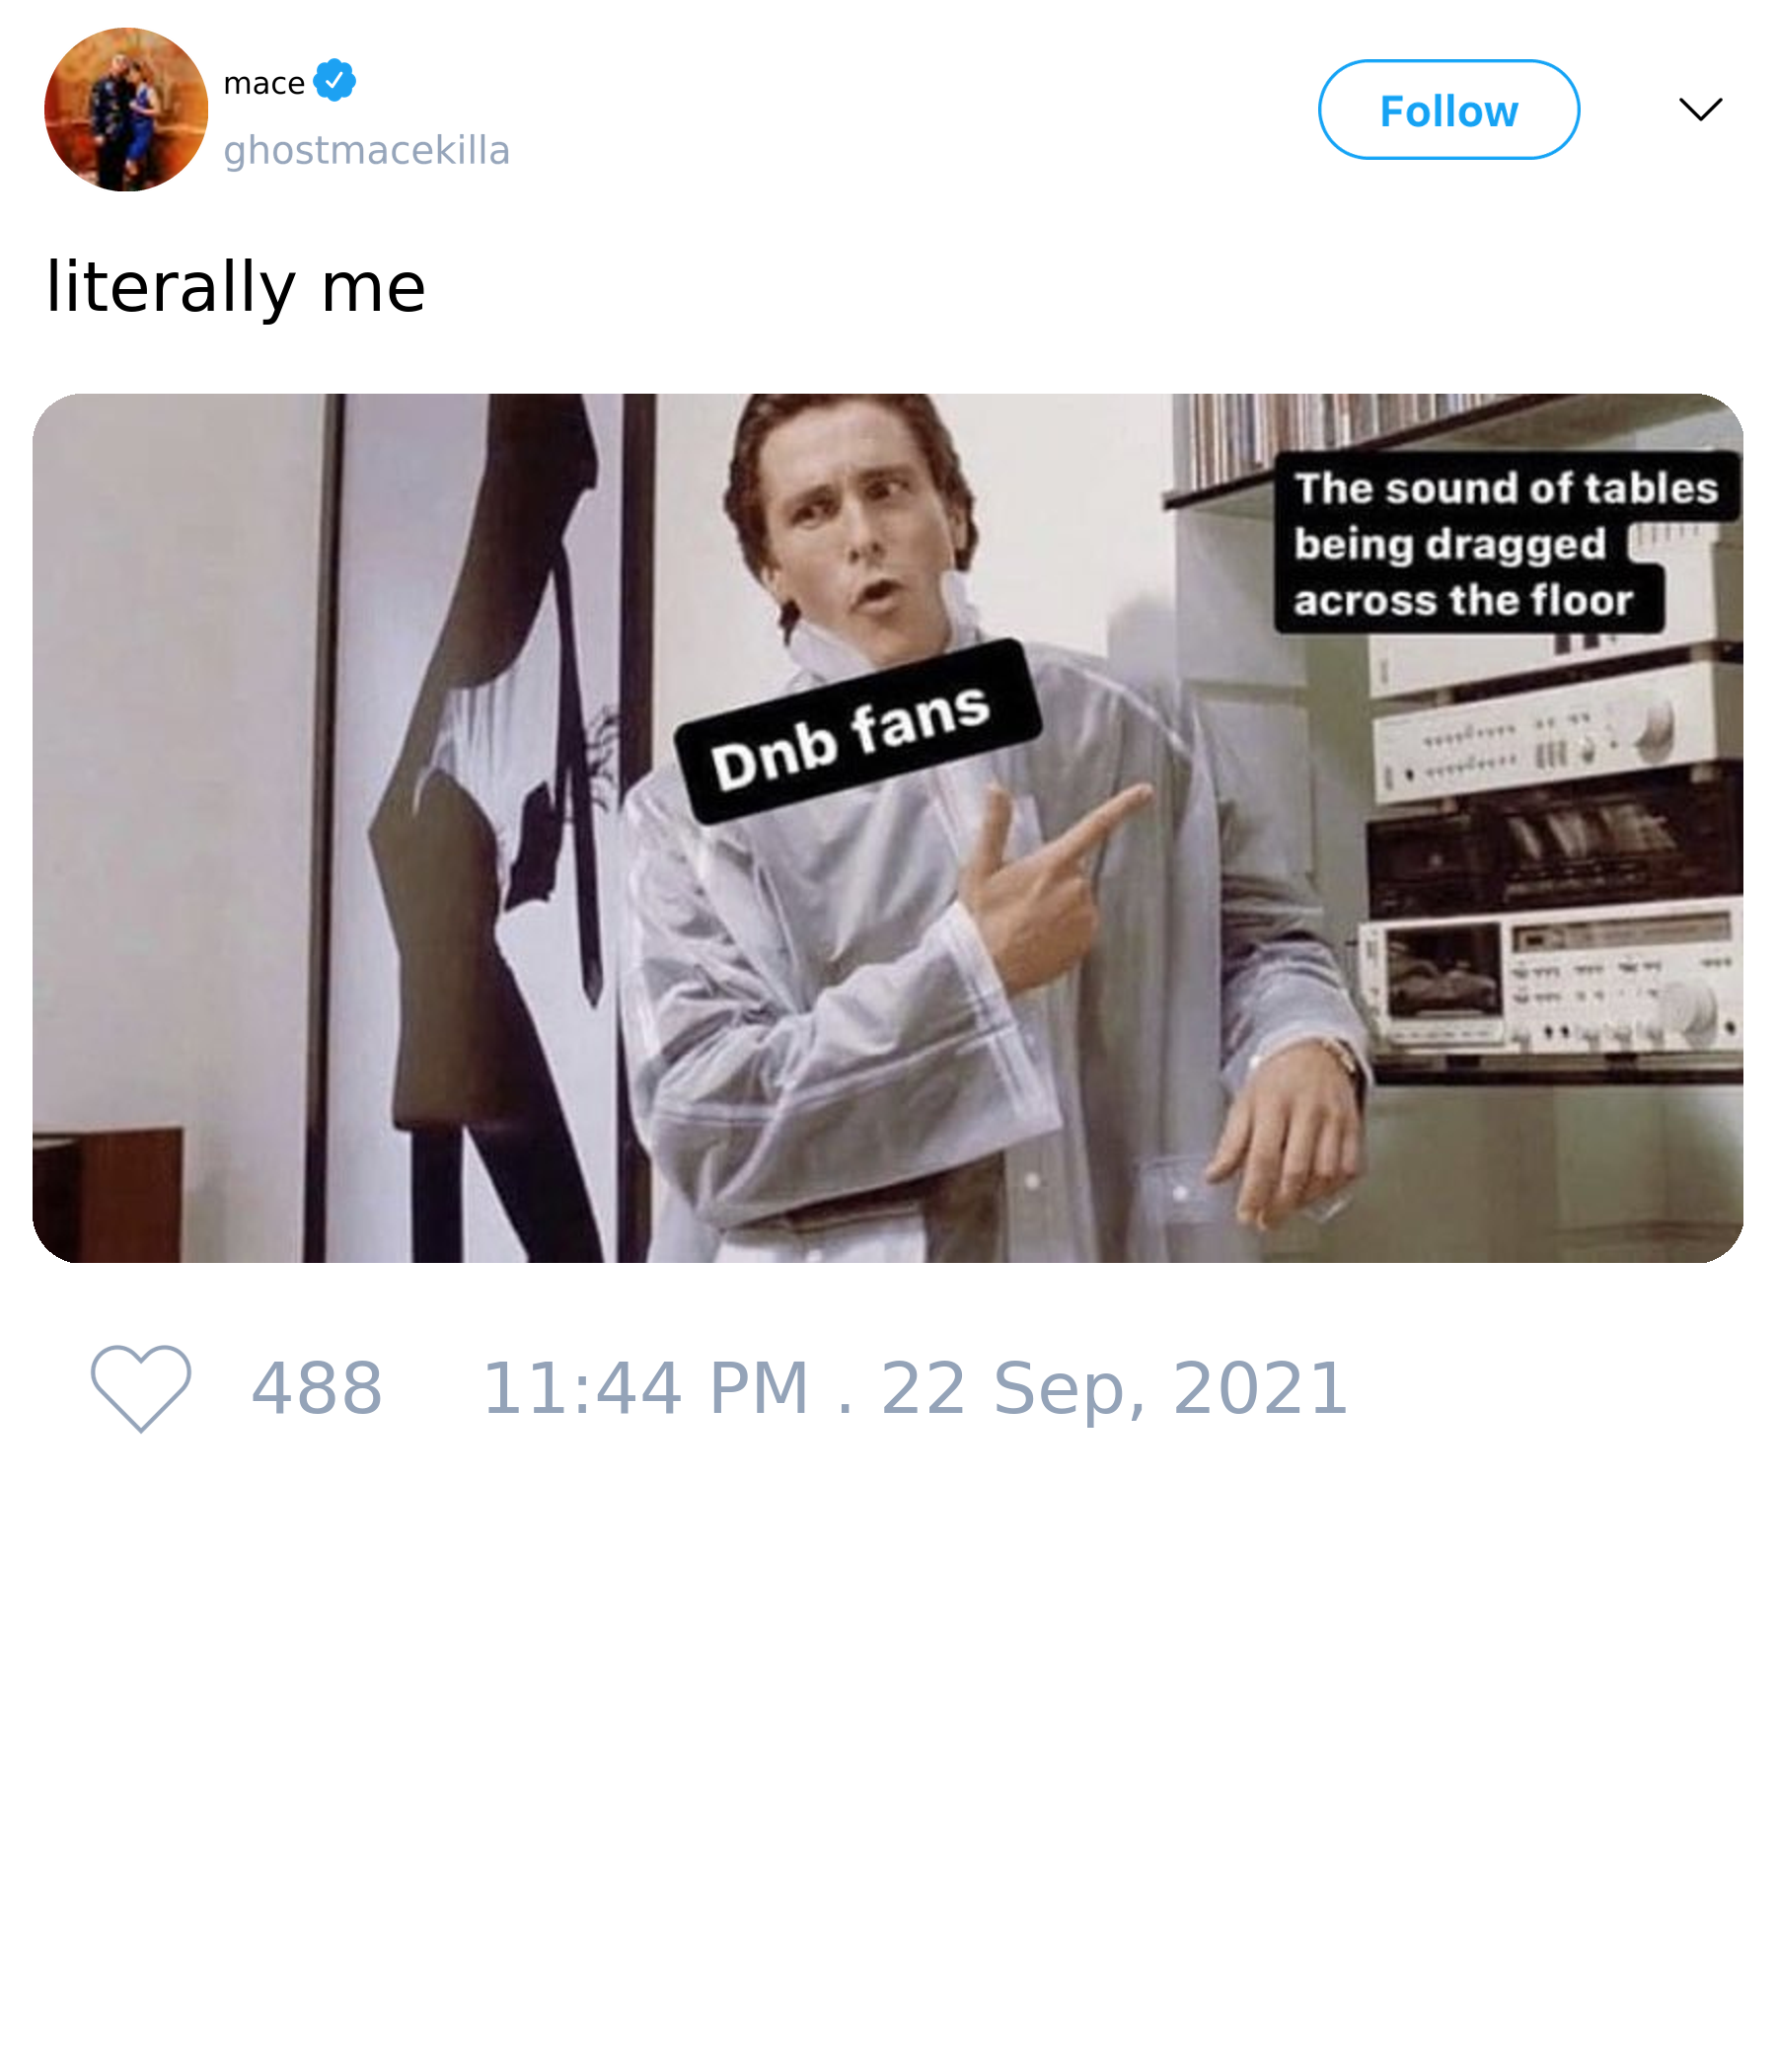 mace
ghostmacekilla
Follow
literally me
The sound of tables
being dragged
across the floor
Dnb fans
488 11:44 PM . 22 Sep, 2021